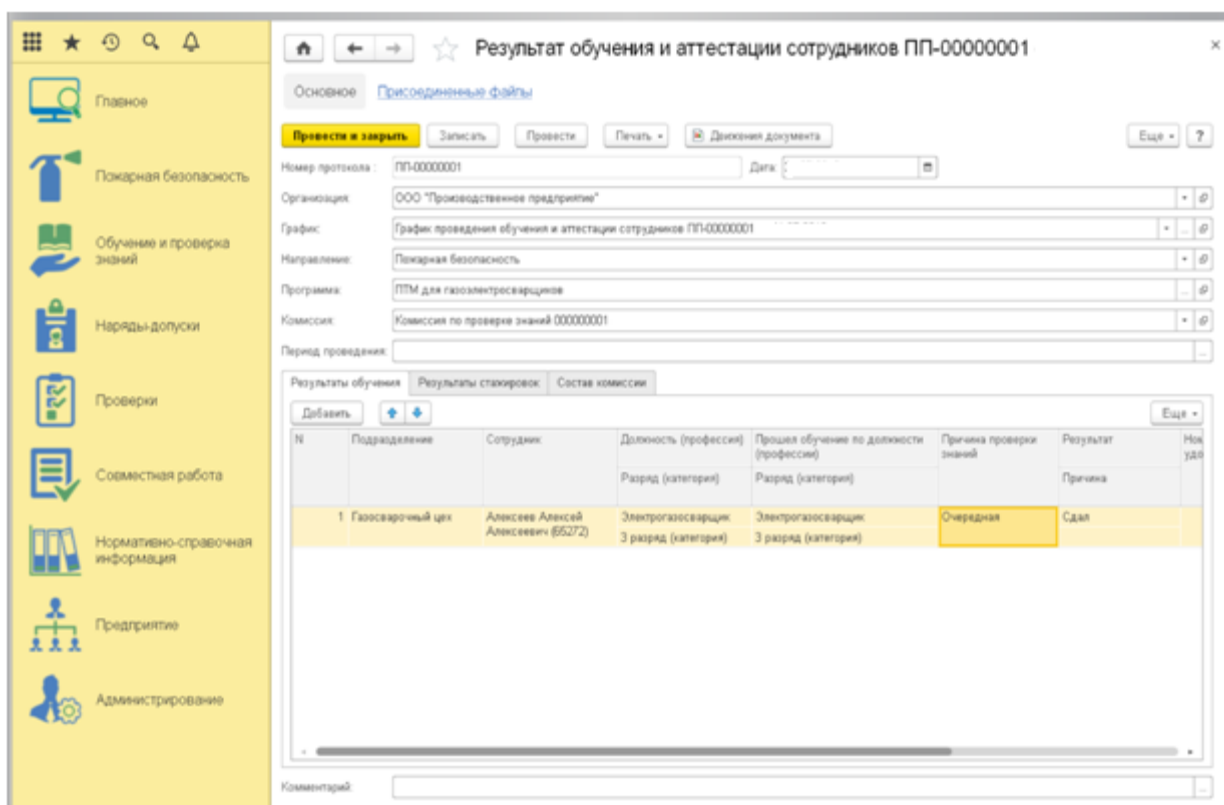 Результат обучения и аттестации сотрудников ПП-00000001
Главное
Пожарная безопасность
Обучение и проверка
знаний
Наряды-допуски
Проверки
Совместная работа
Нормативно-справочная
информация
Предприятие
Администрирование
Основное Присоединенные файлы
Провести и закрыть Записать Провести Печать Движения документа Еще ?
Номер протокола : ПП-00000001 Дата:
Организация: ООО "Производственное предприятие"
График: График проведения обучения и аттестации сотрудников ПП-00000001
Направление: Пожарная безопасность
Программа: ПТМ для газоэлектросварщиков
Комиссия: Комиссия по проверке знаний 000000001
Период проведения:
Результаты обучения Результаты стажировок Состав комиссии
Добавить Еще
N Подразделение Сотрудник Должность (профессия) Прошел обучение по должности Причина проверки Результат
(профессии) знаний
Разряд (категория) Разряд (категория) Причина
1 Газосварочный цех Алексеев Алексей Электрогазосварщик Электрогазосварщик Очередная Сдал
Алексеевич (65272) 3 разряд (категория) 3 разряд (категория)
Комментарий: